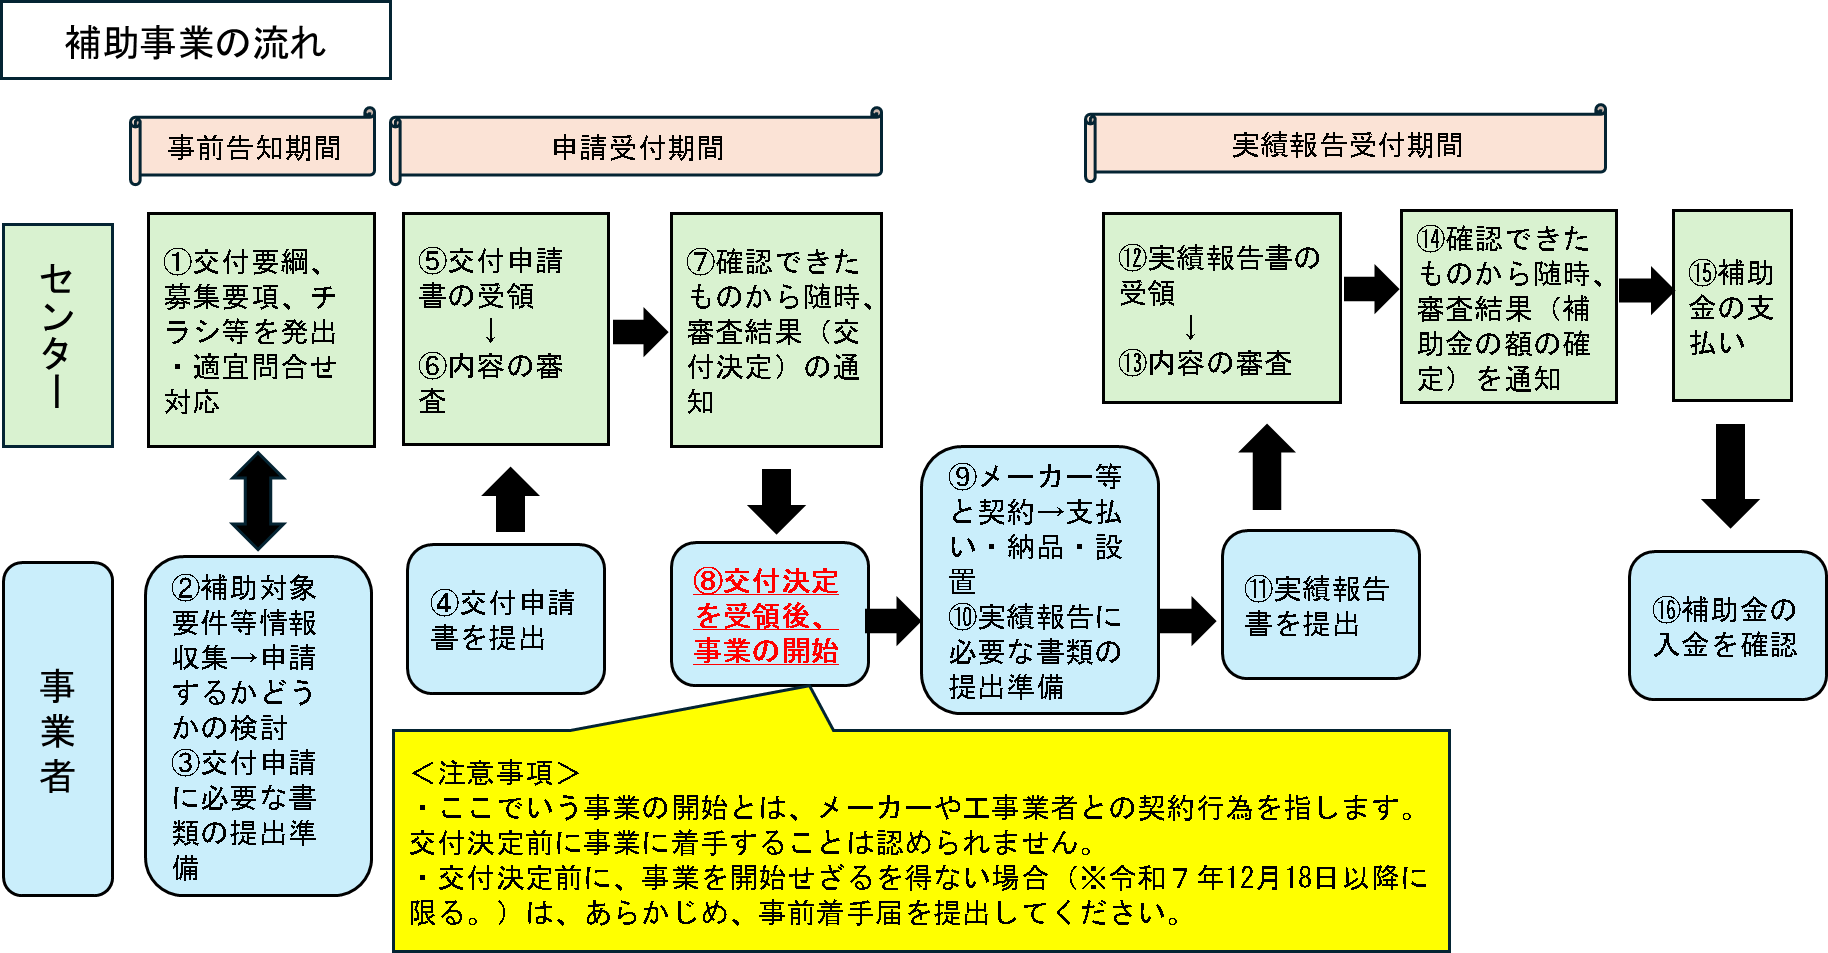 補助事業の流れ
事前告知期間
申請受付期間
実績報告受付期間
センター
①交付要綱、
募集要項、チ
ラシ等を発出
・適宜問合せ
対応
⑤交付申請
書の受領
↓
⑥内容の審
査
⑦確認できた
ものから随時、
審査結果（交
付決定）の通
知
⑫実績報告書の
受領
↓
⑬内容の審査
⑭確認できた
ものから随時、
審査結果（補
助金の額の確
定）を通知
⑮補助
金の支
払い
事業者
②補助対象
要件等情報
収集→申請
するかどう
かの検討
③交付申請
に必要な書
類の提出準
備
④交付申請
書を提出
⑧交付決定
を受領後、
事業の開始
⑨メーカー等
と契約→支払
い・納品・設
置
⑩実績報告に
必要な書類の
提出準備
⑪実績報告
書を提出
⑯補助金の
入金を確認
＜注意事項＞
・ここでいう事業の開始とは、メーカーや工事業者との契約行為を指します。
交付決定前に事業に着手することは認められません。
・交付決定前に、事業を開始せざるを得ない場合（※令和７年12月18日以降に
限る。）は、あらかじめ、事前着手届を提出してください。